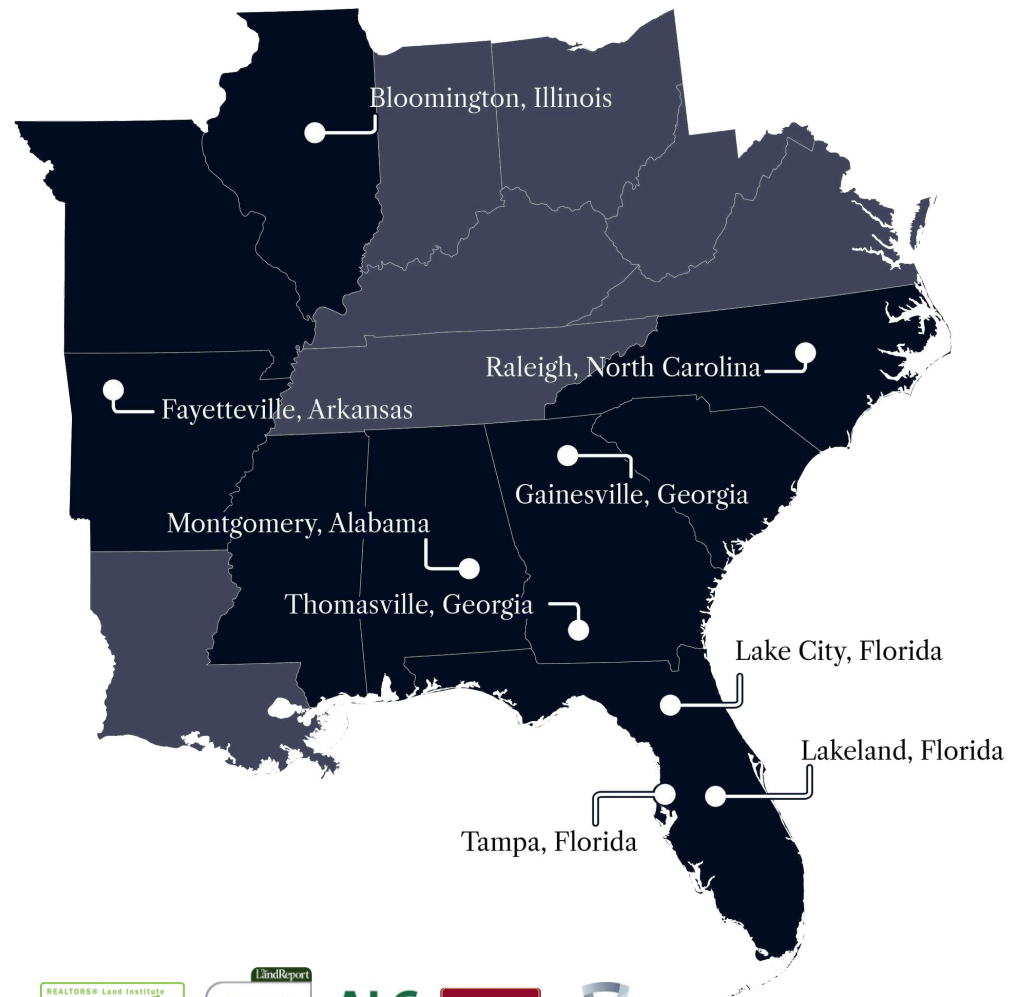 Bloomington, Illinois
Raleigh, North Carolina
Fayetteville, Arkansas
Gainesville, Georgia
Montgomery, Alabama
Thomasville, Georgia
Lake City, Florida
Lakeland, Florida
Tampa, Florida
The LandReport
REALTORS® Land Institute